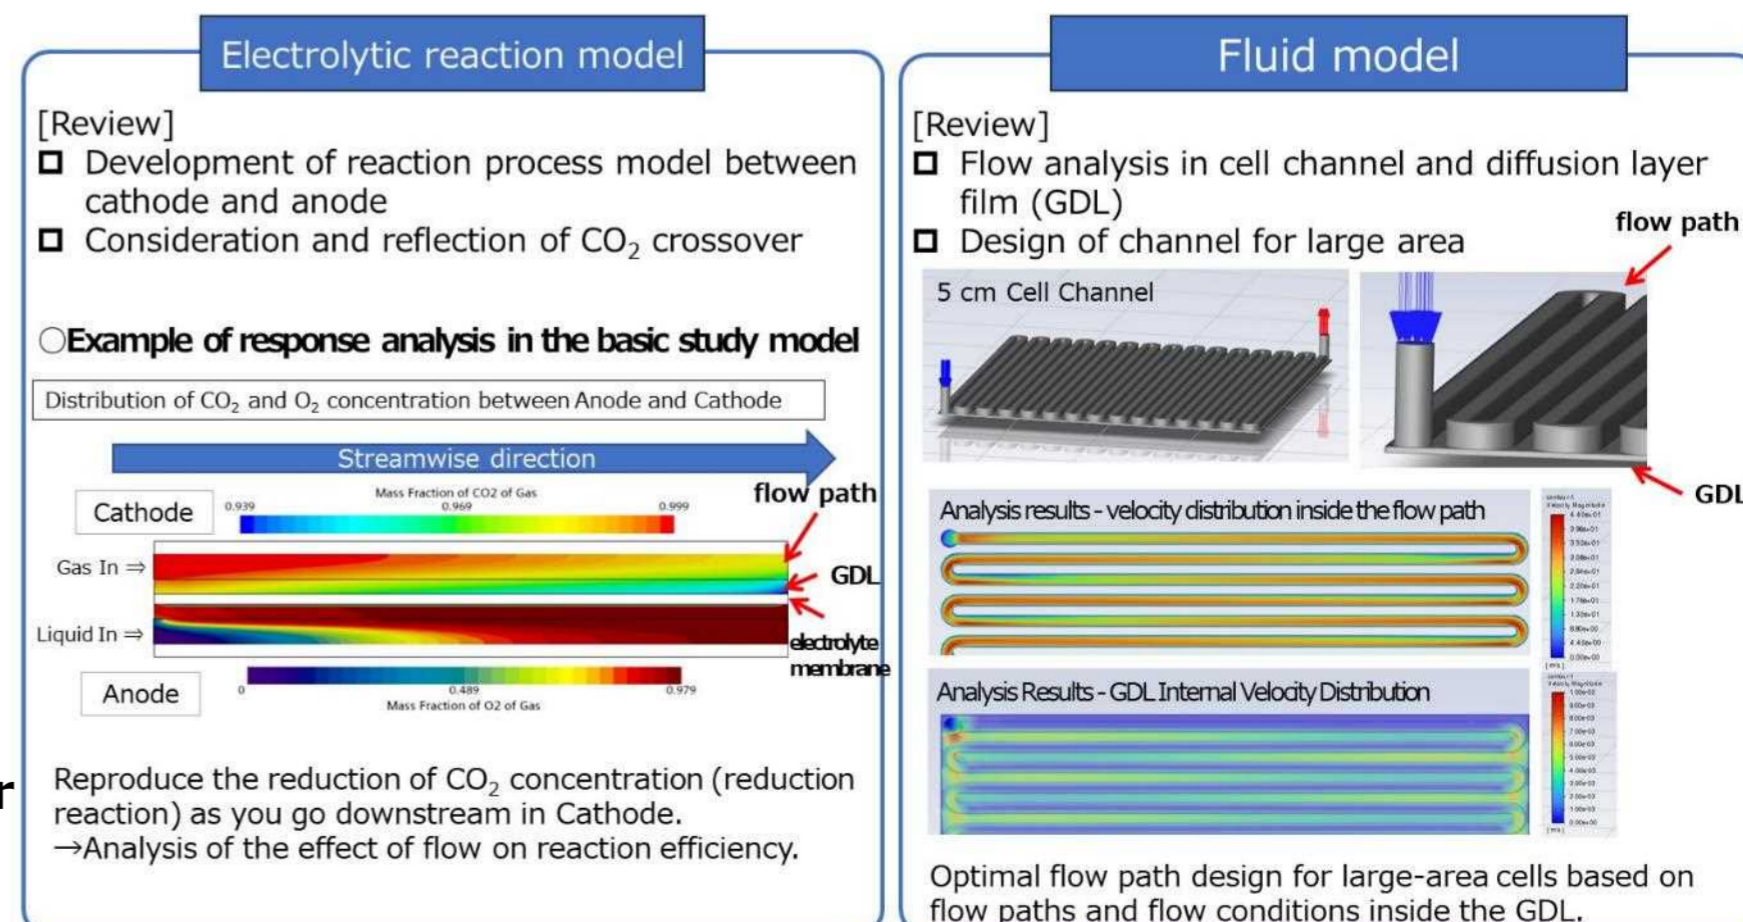 Electrolytic reaction model
[Review]
Development of reaction process model between
cathode and anode
Consideration and reflection of CO₂ crossover
○Example of response analysis in the basic study model
Distribution of CO₂ and O₂ concentration between Anode and Cathode
Streamwise direction
Cathode
Mass Fraction of CO2 of Gas
0.939 0.969 0.999
flow path
Gas In ⇒
GDL
Liquid In ⇒
electrolyte
membrane
Anode
0 0.489 0.979
Mass Fraction of O2 of Gas
r
Reproduce the reduction of CO₂ concentration (reduction
reaction) as you go downstream in Cathode.
→Analysis of the effect of flow on reaction efficiency.
Fluid model
[Review]
Flow analysis in cell channel and diffusion layer
film (GDL)
Design of channel for large area
flow path
5 cm Cell Channel
GDL
Analysis results - velocity distribution inside the flow path
Analysis Results - GDL Internal Velocity Distribution
Optimal flow path design for large-area cells based on
flow paths and flow conditions inside the GDL.